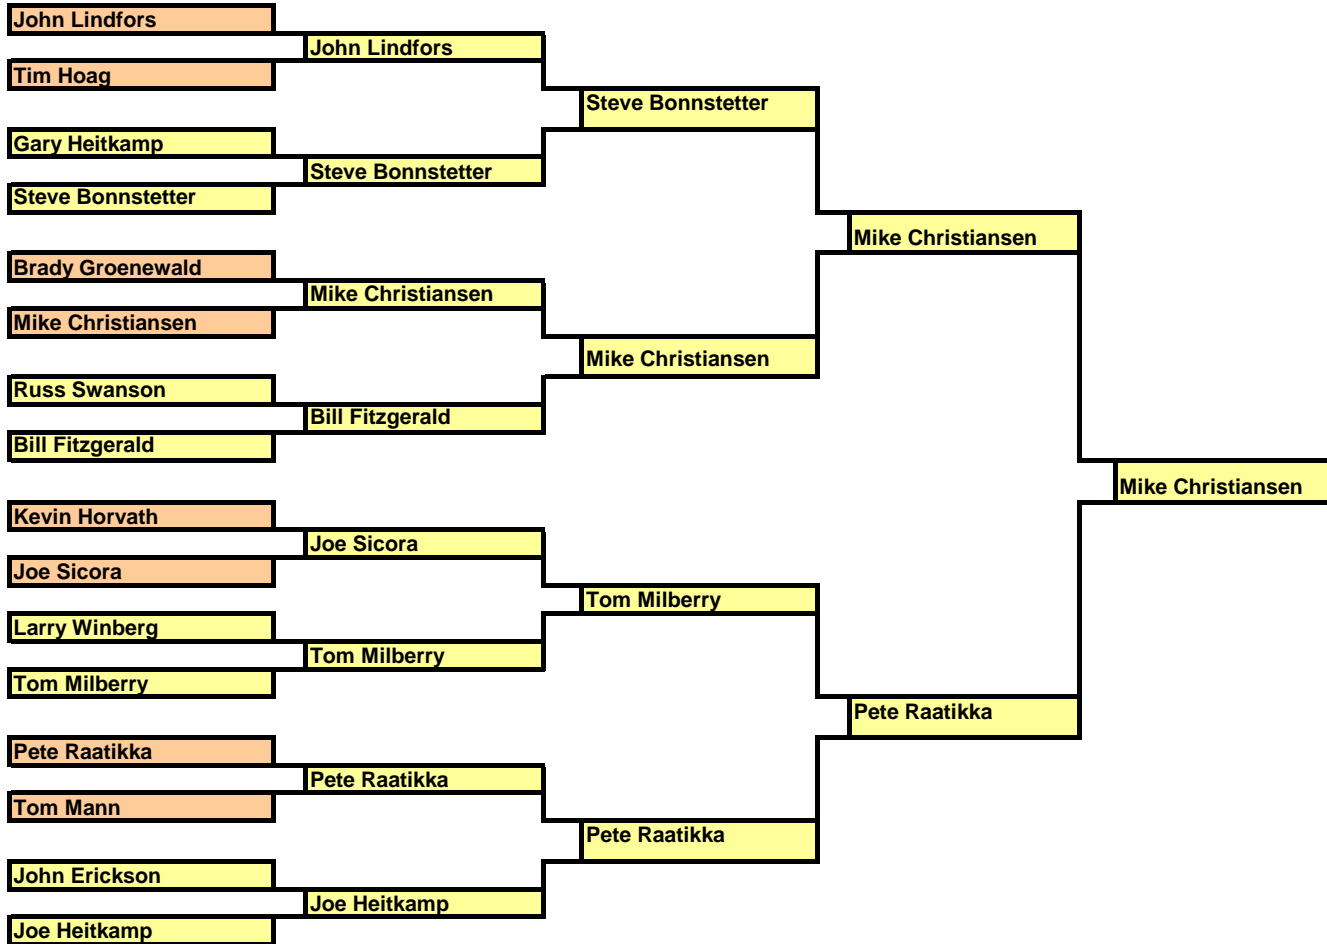 John Lindfors
John Lindfors
Tim Hoag
Steve Bonnstetter
Gary Heitkamp
Steve Bonnstetter
Steve Bonnstetter
Mike Christiansen
Brady Groenewald
Mike Christiansen
Mike Christiansen
Mike Christiansen
Russ Swanson
Bill Fitzgerald
Bill Fitzgerald
Mike Christiansen
Kevin Horvath
Joe Sicora
Joe Sicora
Tom Milberry
Larry Winberg
Tom Milberry
Tom Milberry
Pete Raatikka
Pete Raatikka
Pete Raatikka
Tom Mann
Pete Raatikka
John Erickson
Joe Heitkamp
Joe Heitkamp